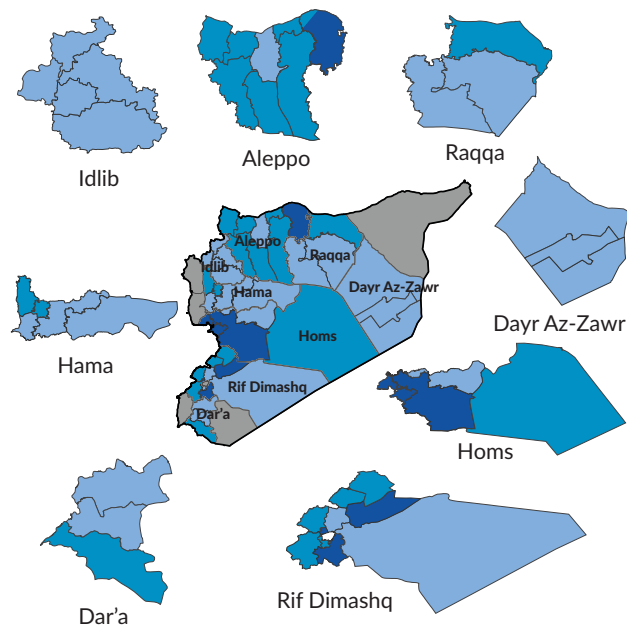 Idlib
Aleppo
Raqqa
Aleppo
Idlib
Raqqa
Hama
Dayr Az-Zawr
Homs
Rif Dimashq
Dar'a
Hama
Dayr Az-Zawr
Homs
Dar'a
Rif Dimashq